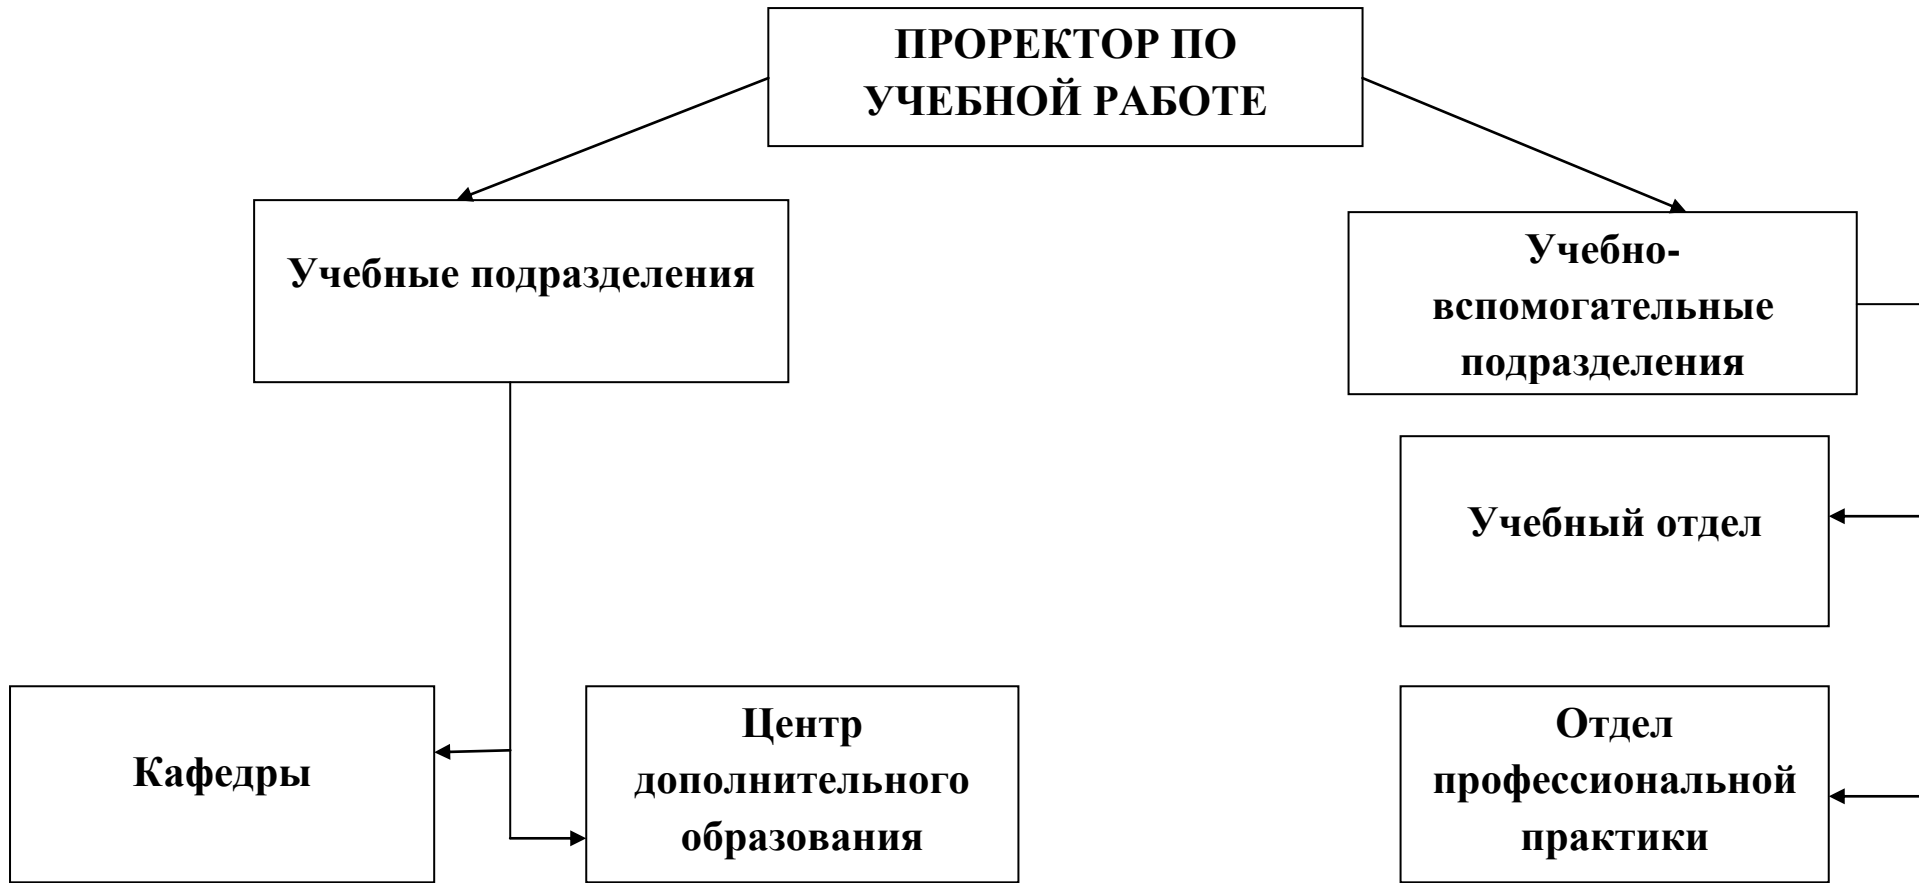 ПРОРЕКТОР ПО
УЧЕБНОЙ РАБОТЕ
Учебные подразделения
Учебно-
вспомогательные
подразделения
Учебный отдел
Кафедры
Центр
дополнительного
образования
Отдел
профессиональной
практики